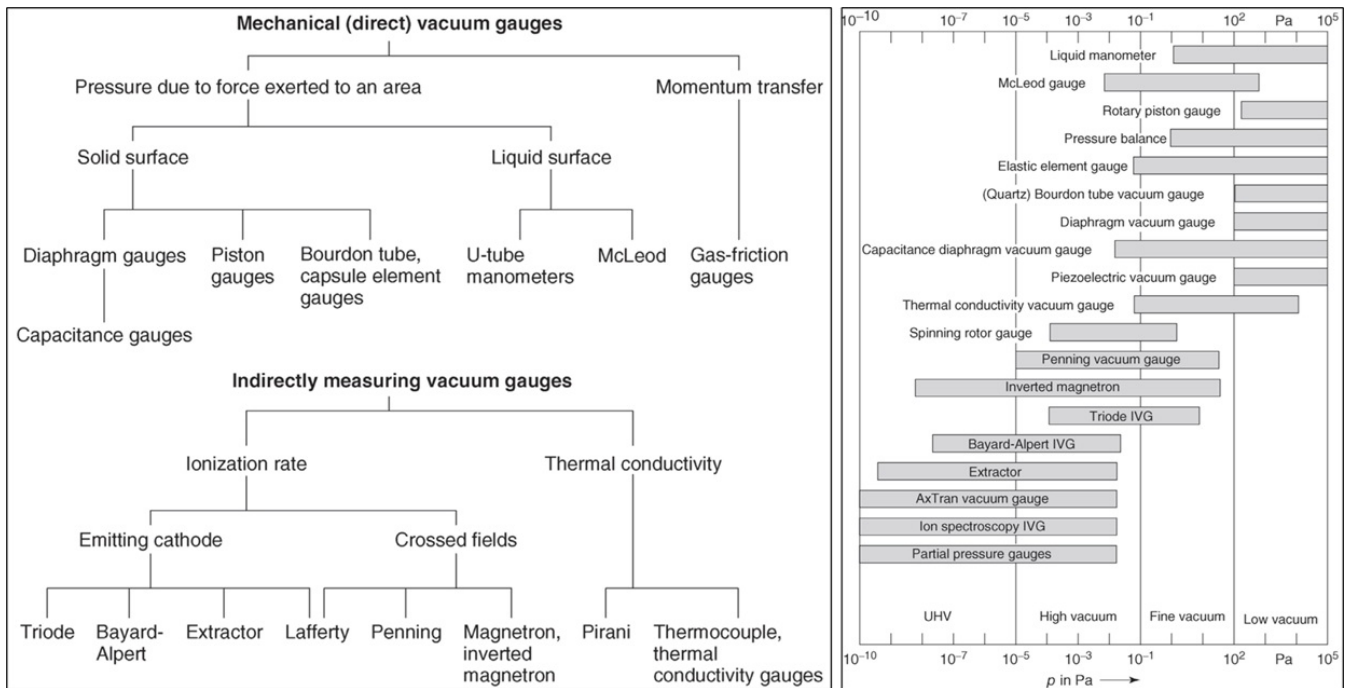 Mechanical (direct) vacuum gauges
Pressure due to force exerted to an area
Momentum transfer
Solid surface
Liquid surface
Diaphragm gauges
Piston
gauges
Bourdon tube,
capsule element
gauges
U-tube
manometers
McLeod
Gas-friction
gauges
Capacitance gauges
Indirectly measuring vacuum gauges
Ionization rate
Thermal conductivity
Emitting cathode
Crossed fields
Triode
Bayard-
Alpert
Extractor
Lafferty
Penning
Magnetron,
inverted
magnetron
Pirani
Thermocouple,
thermal
conductivity gauges
10⁻¹⁰ 10⁻⁷ 10⁻⁵ 10⁻³ 10⁻¹ 10² Pa 10⁵
Liquid manometer
McLeod gauge
Rotary piston gauge
Pressure balance
Elastic element gauge
(Quartz) Bourdon tube vacuum gauge
Diaphragm vacuum gauge
Capacitance diaphragm vacuum gauge
Piezoelectric vacuum gauge
Thermal conductivity vacuum gauge
Spinning rotor gauge
Penning vacuum gauge
Inverted magnetron
Triode IVG
Bayard-Alpert IVG
Extractor
AxTran vacuum gauge
Ion spectroscopy IVG
Partial pressure gauges
UHV High vacuum Fine vacuum Low vacuum
10⁻¹⁰ 10⁻⁷ 10⁻⁵ 10⁻³ 10⁻¹ 10² Pa 10⁵
p in Pa →